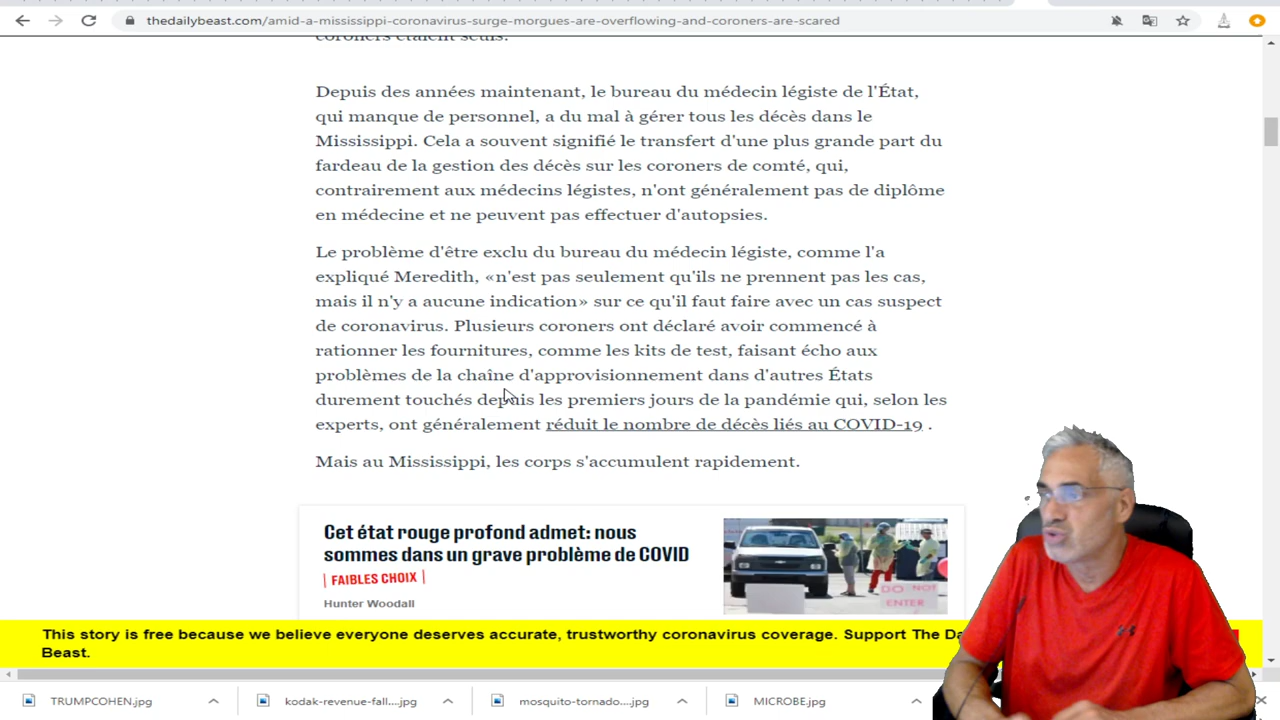 thedailybeast.com/amid-a-mississippi-coronavirus-surge-morgues-are-overflowing-and-coroners-are-scared
coroners étaient seuls.
Depuis des années maintenant, le bureau du médecin légiste de l'État,
qui manque de personnel, a du mal à gérer tous les décès dans le
Mississippi. Cela a souvent signifié le transfert d'une plus grande part du
fardeau de la gestion des décès sur les coroners de comté, qui,
contrairement aux médecins légistes, n'ont généralement pas de diplôme
en médecine et ne peuvent pas effectuer d'autopsies.
Le problème d'être exclu du bureau du médecin légiste, comme l'a
expliqué Meredith, «n'est pas seulement qu'ils ne prennent pas les cas,
mais il n'y a aucune indication» sur ce qu'il faut faire avec un cas suspect
de coronavirus. Plusieurs coroners ont déclaré avoir commencé à
rationner les fournitures, comme les kits de test, faisant écho aux
problèmes de la chaîne d'approvisionnement dans d'autres États
durement touchés depuis les premiers jours de la pandémie qui, selon les
experts, ont généralement réduit le nombre de décès liés au COVID-19 .
Mais au Mississippi, les corps s'accumulent rapidement.
Cet état rouge profond admet: nous
sommes dans un grave problème de COVID
FAIBLES CHOIX
Hunter Woodall
DO NOT
ENTER
This story is free because we believe everyone deserves accurate, trustworthy coronavirus coverage. Support The Da
Beast.
TRUMPCOHEN.jpg
kodak-revenue-fall....jpg
mosquito-tornado....jpg
MICROBE.jpg